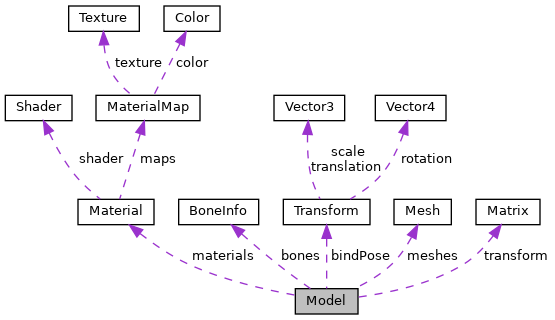 Texture
Color
texture
color
Shader
MaterialMap
Vector3
Vector4
shader
maps
scale
translation
rotation
Material
BoneInfo
Transform
Mesh
Matrix
materials
bones
bindPose
meshes
transform
Model